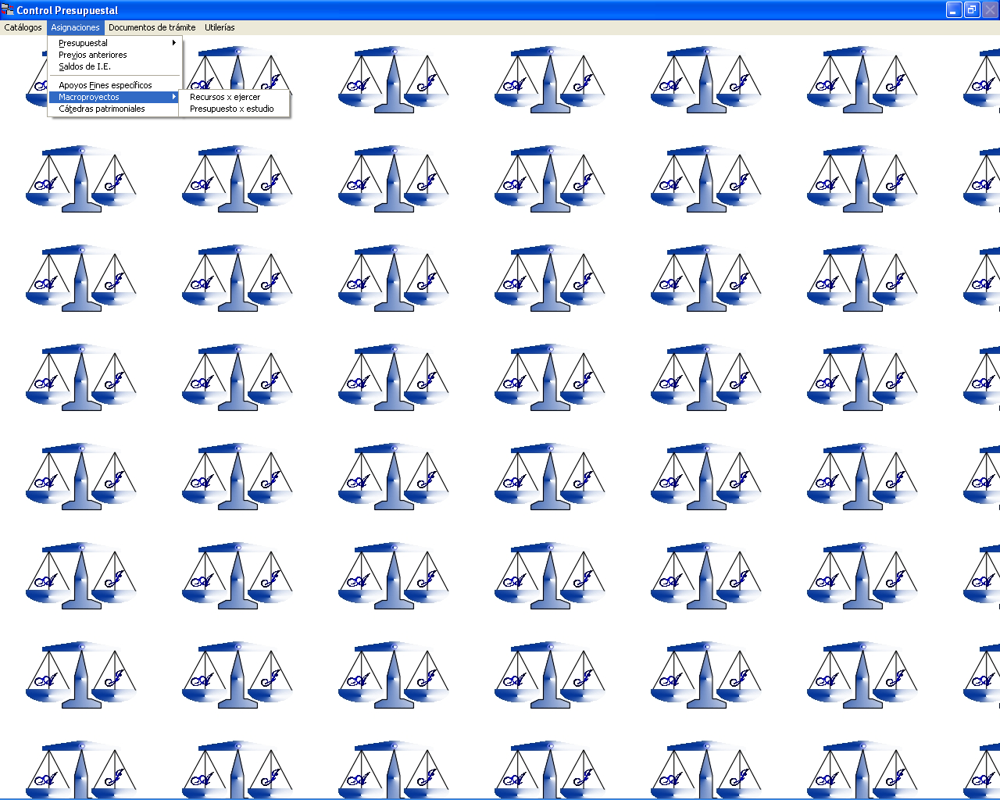 Control Presupuestal
Catálogos Asignaciones Documentos de trámite Utilerías
Presupuestal
Previos anteriores
Saldos de I.E.
Apoyos Fines específicos
Macroproyectos
Cátedras patrimoniales
Recursos x ejercer
Presupuesto x estudio